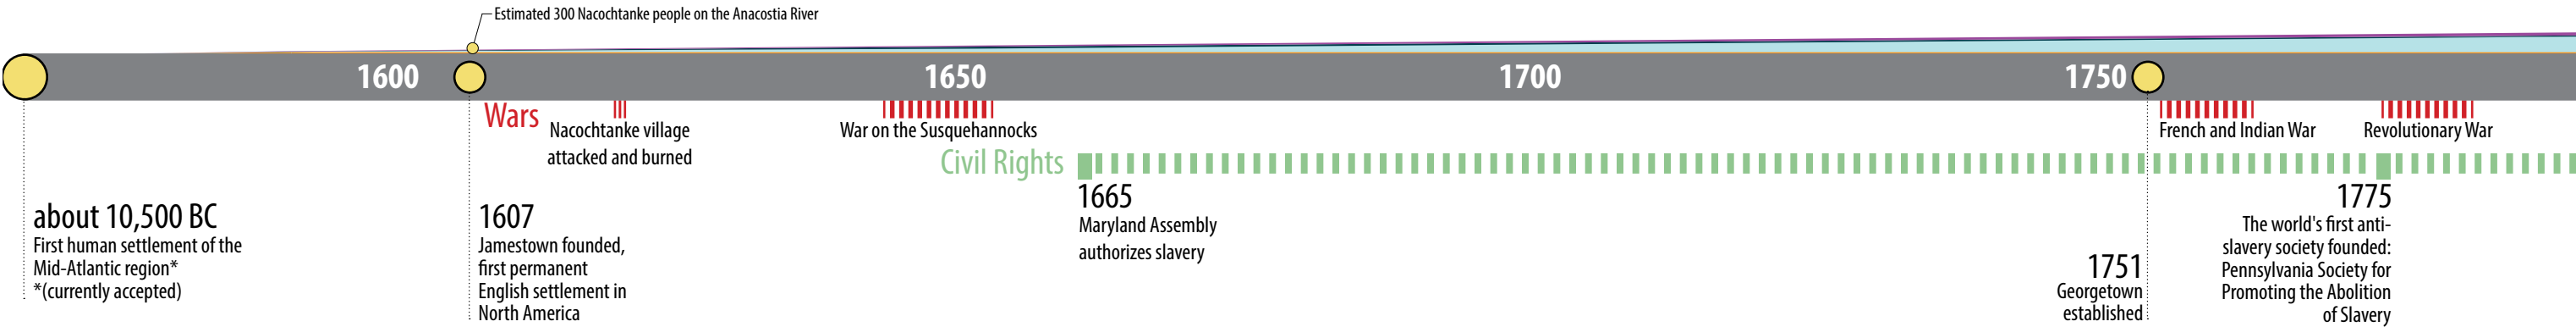 Estimated 300 Nacochtanke people on the Anacostia River
1600
1650
1700
1750
Wars
Nacochtanke village
attacked and burned
War on the Susquehannocks
French and Indian War
Revolutionary War
Civil Rights
about 10,500 BC
First human settlement of the
Mid-Atlantic region*
*(currently accepted)
1607
Jamestown founded,
first permanent
English settlement in
North America
1665
Maryland Assembly
authorizes slavery
1751
Georgetown
established
1775
The world's first anti-
slavery society founded:
Pennsylvania Society for
Promoting the Abolition
of Slavery